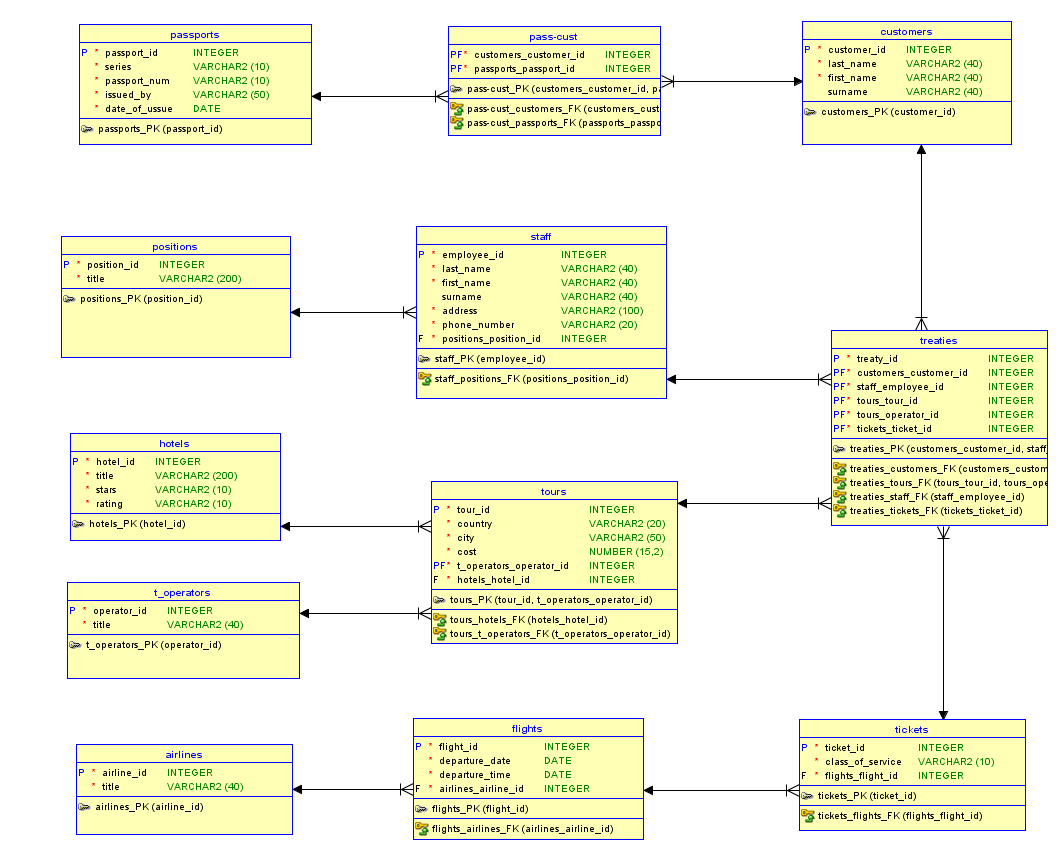 passports
P * passport_id INTEGER
* series VARCHAR2 (10)
* passport_num VARCHAR2 (10)
* issued_by VARCHAR2 (50)
* date_of_ussue DATE
passports_PK (passport_id)
pass-cust
PF* customers_customer_id INTEGER
PF* passports_passport_id INTEGER
pass-cust_PK (customers_customer_id, pa
pass-cust_customers_FK (customers_cust
pass-cust_passports_FK (passports_passpo
customers
P * customer_id INTEGER
* last_name VARCHAR2 (40)
* first_name VARCHAR2 (40)
surname VARCHAR2 (40)
customers_PK (customer_id)
positions
P * position_id INTEGER
* title VARCHAR2 (200)
positions_PK (position_id)
staff
P * employee_id INTEGER
* last_name VARCHAR2 (40)
* first_name VARCHAR2 (40)
surname VARCHAR2 (40)
* address VARCHAR2 (100)
* phone_number VARCHAR2 (20)
F * positions_position_id INTEGER
staff_PK (employee_id)
staff_positions_FK (positions_position_id)
treaties
P * treaty_id INTEGER
PF* customers_customer_id INTEGER
PF* staff_employee_id INTEGER
PF* tours_tour_id INTEGER
PF* tours_operator_id INTEGER
PF* tickets_ticket_id INTEGER
treaties_PK (customers_customer_id, staff_
treaties_customers_FK (customers_custom
treaties_tours_FK (tours_tour_id, tours_ope
treaties_staff_FK (staff_employee_id)
treaties_tickets_FK (tickets_ticket_id)
hotels
P * hotel_id INTEGER
* title VARCHAR2 (200)
* stars VARCHAR2 (10)
* rating VARCHAR2 (10)
hotels_PK (hotel_id)
tours
P * tour_id INTEGER
* country VARCHAR2 (20)
* city VARCHAR2 (50)
* cost NUMBER (15,2)
PF* t_operators_operator_id INTEGER
F * hotels_hotel_id INTEGER
tours_PK (tour_id, t_operators_operator_id)
tours_hotels_FK (hotels_hotel_id)
tours_t_operators_FK (t_operators_operator_id)
t_operators
P * operator_id INTEGER
* title VARCHAR2 (40)
t_operators_PK (operator_id)
airlines
P * airline_id INTEGER
* title VARCHAR2 (40)
airlines_PK (airline_id)
flights
P * flight_id INTEGER
* departure_date DATE
* departure_time DATE
F * airlines_airline_id INTEGER
flights_PK (flight_id)
flights_airlines_FK (airlines_airline_id)
tickets
P * ticket_id INTEGER
* class_of_service VARCHAR2 (10)
F * flights_flight_id INTEGER
tickets_PK (ticket_id)
tickets_flights_FK (flights_flight_id)